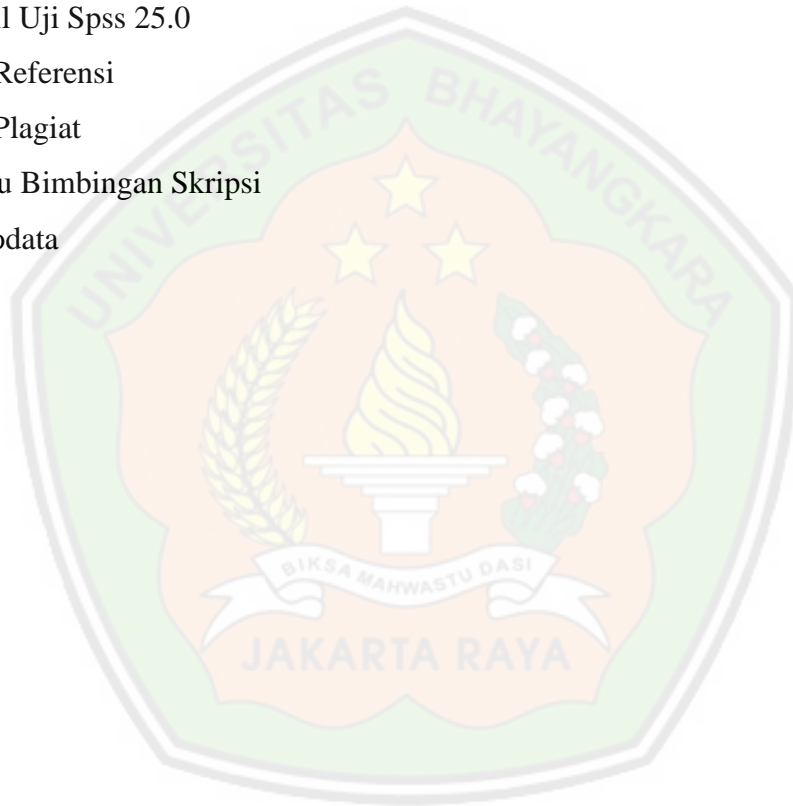 l Uji Spss 25.0
Referensi
Plagiat
u Bimbingan Skripsi
odata
UNIVERSITAS BHAYANGKARA
BIKSA MAHWASTU DASI
JAKARTA RAYA